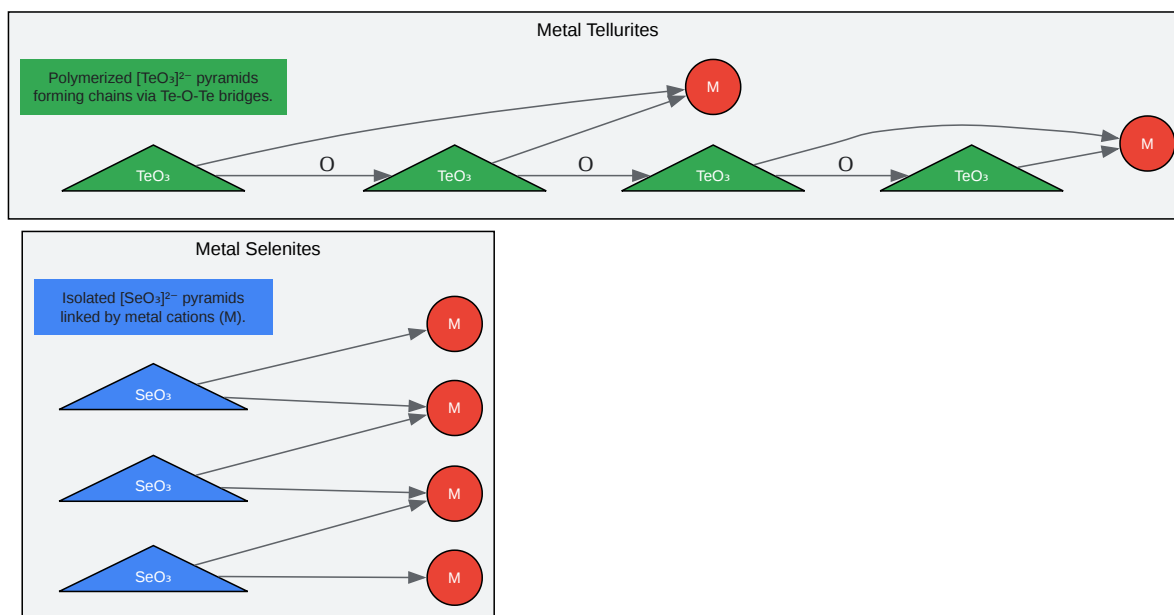 Metal Tellurites
Polymerized [TeO₃]²⁻ pyramids
forming chains via Te-O-Te bridges.
M
M
O
O
O
TeO₃
TeO₃
TeO₃
TeO₃
Metal Selenites
Isolated [SeO₃]²⁻ pyramids
linked by metal cations (M).
M
SeO₃
M
SeO₃
M
SeO₃
M